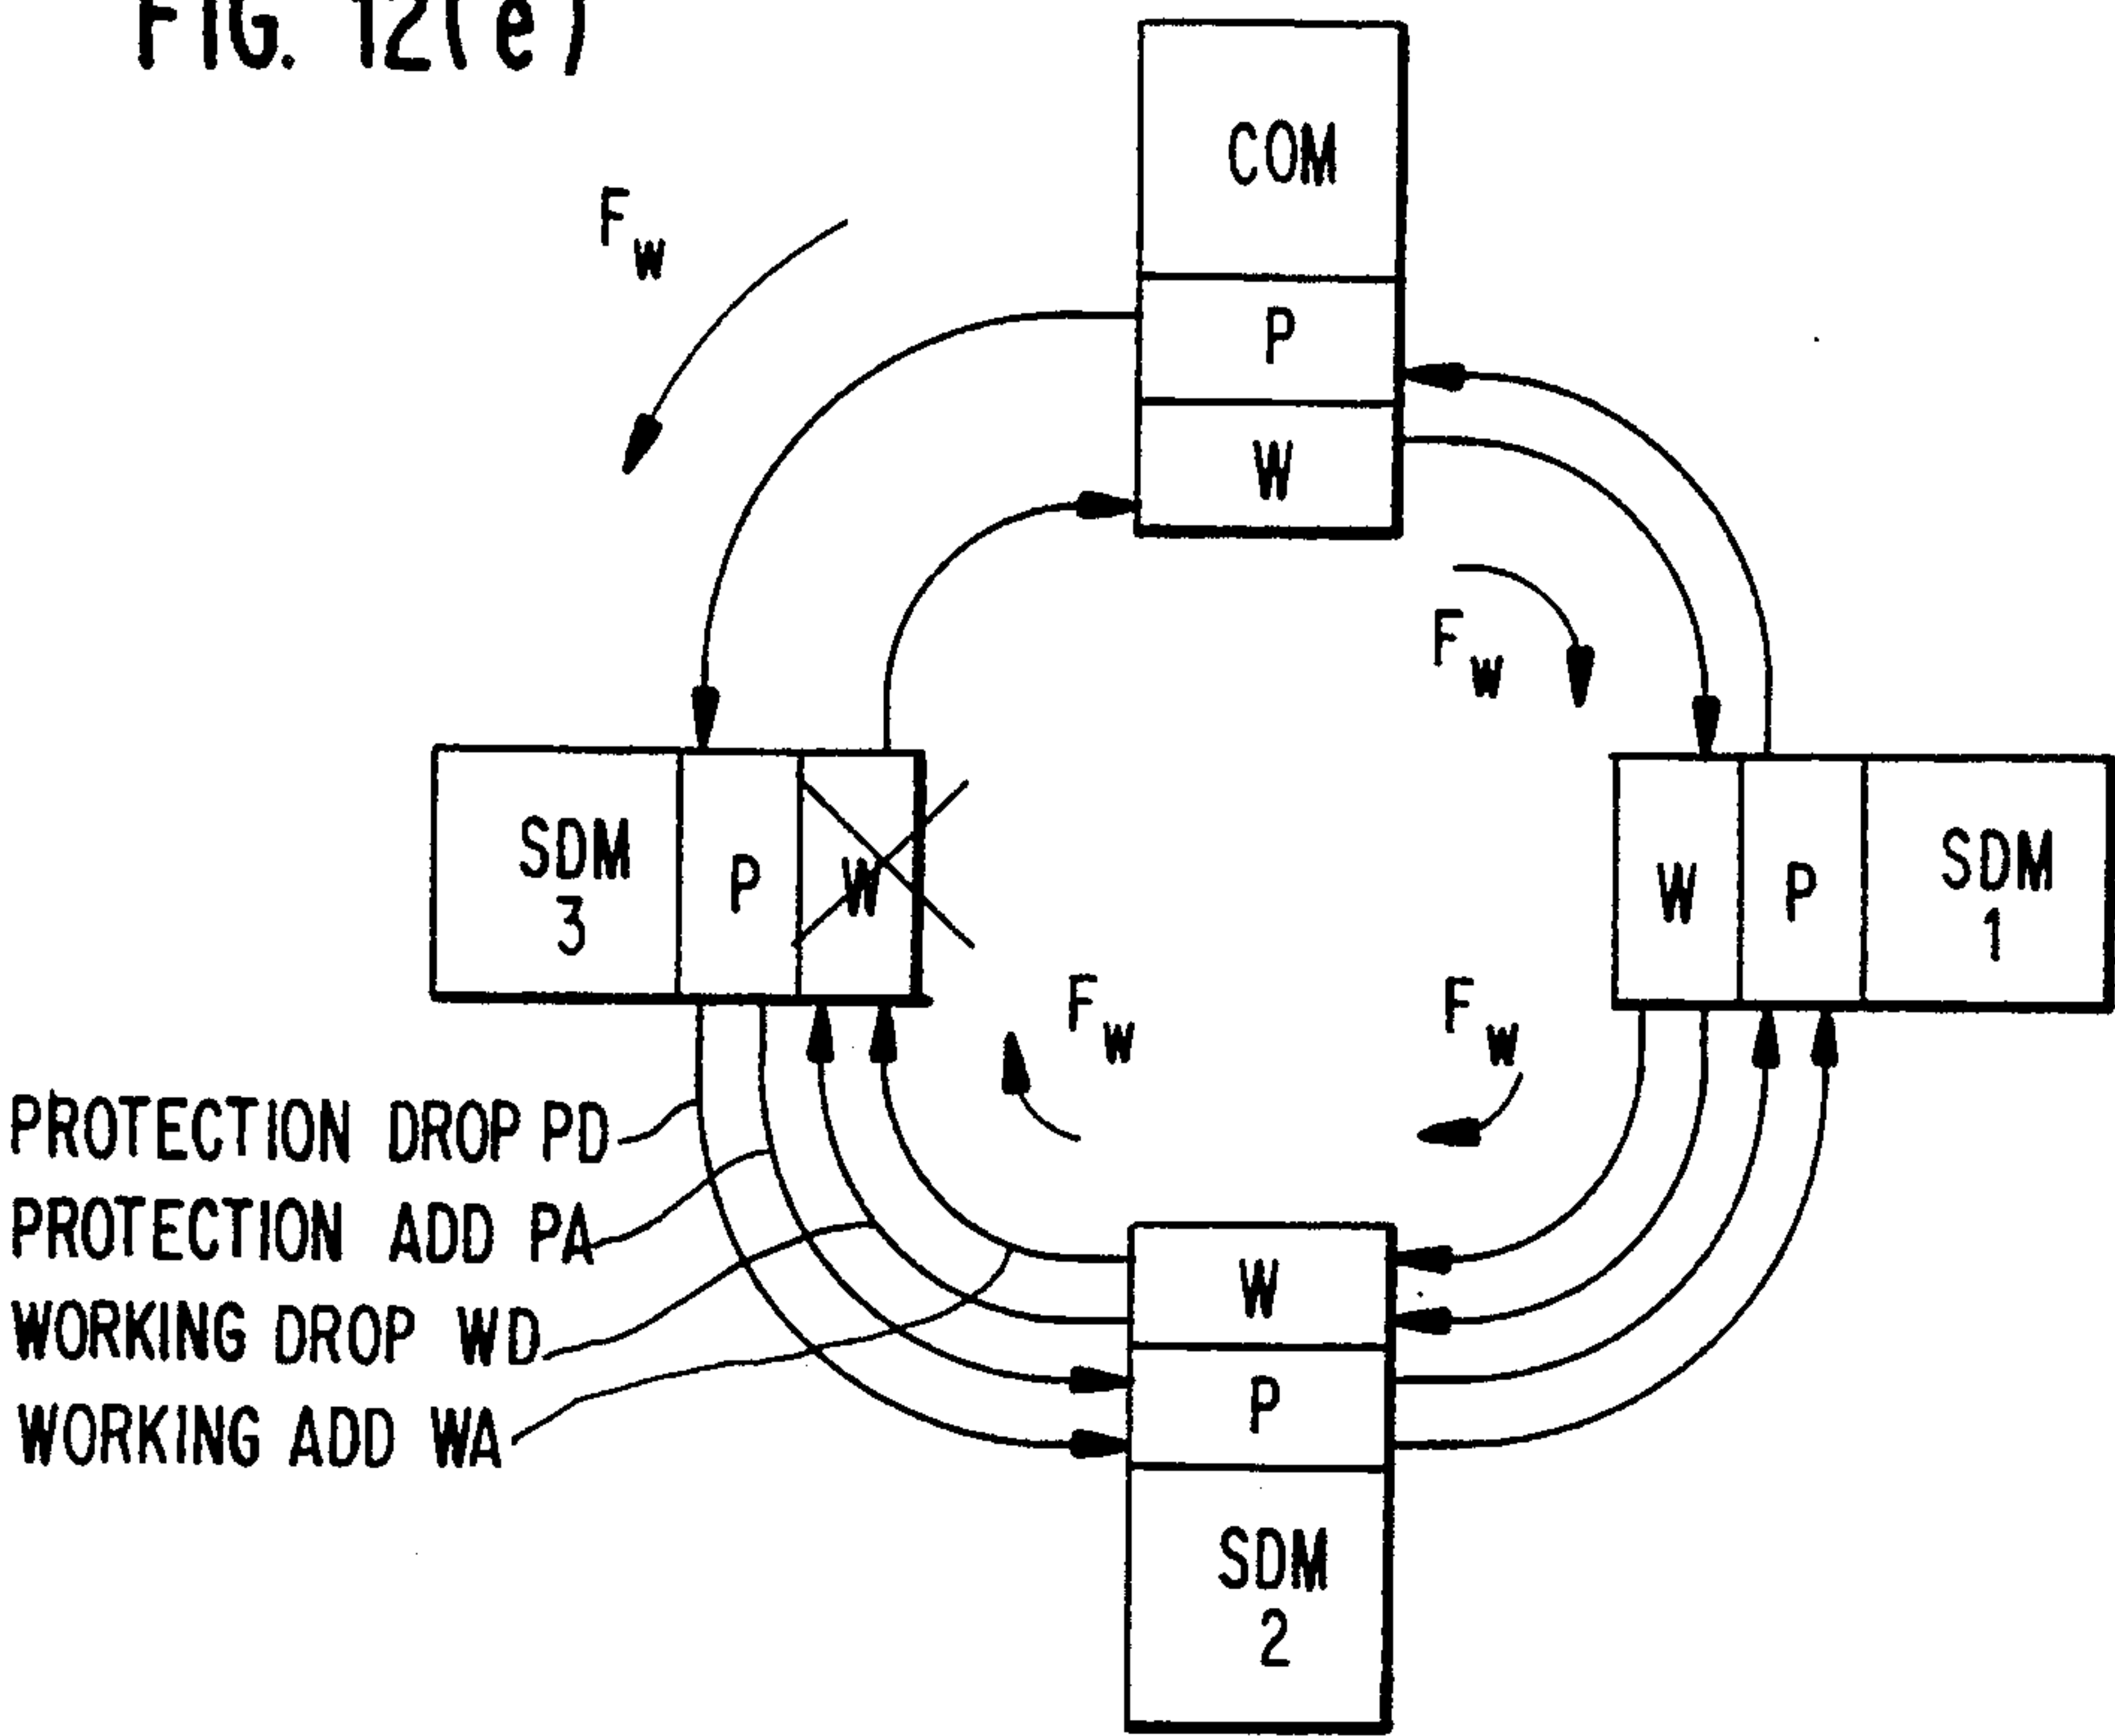 FIG. 12(e)
COM
P
W
F W
F W
SDM
3
P
W
W
P
SDM
1
F W
F W
PROTECTION DROP PD
PROTECTION ADD PA
WORKING DROP WD
WORKING ADD WA
W
P
SDM
2